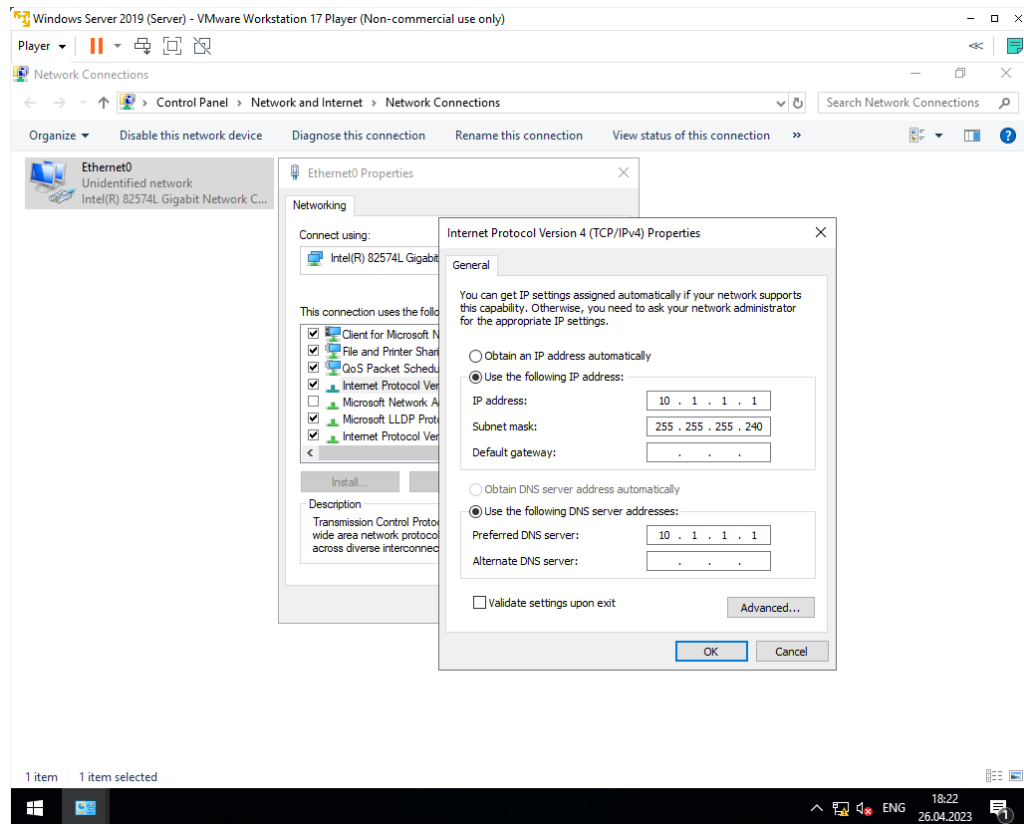 Windows Server 2019 (Server) - VMware Workstation 17 Player (Non-commercial use only)
Player
Network Connections
Control Panel > Network and Internet > Network Connections
Search Network Connections
Organize
Disable this network device
Diagnose this connection
Rename this connection
View status of this connection
»
Ethernet0
Unidentified network
Intel(R) 82574L Gigabit Network C...
Ethernet0 Properties
Networking
Connect using:
Intel(R) 82574L Gigabit
This connection uses the follo
Client for Microsoft N
File and Printer Shari
QoS Packet Schedu
Internet Protocol Ver
Microsoft Network A
Microsoft LLDP Proto
Internet Protocol Ver
Install...
Description
Transmission Control Protoc
wide area network protocol
across diverse interconnec
Internet Protocol Version 4 (TCP/IPv4) Properties
General
You can get IP settings assigned automatically if your network supports
this capability. Otherwise, you need to ask your network administrator
for the appropriate IP settings.
Obtain an IP address automatically
Use the following IP address:
IP address: 10 . 1 . 1 . 1
Subnet mask: 255 . 255 . 255 . 240
Default gateway: . . .
Obtain DNS server address automatically
Use the following DNS server addresses:
Preferred DNS server: 10 . 1 . 1 . 1
Alternate DNS server: . . .
Validate settings upon exit
Advanced...
OK
Cancel
1 item
1 item selected
ENG
18:22
26.04.2023
1